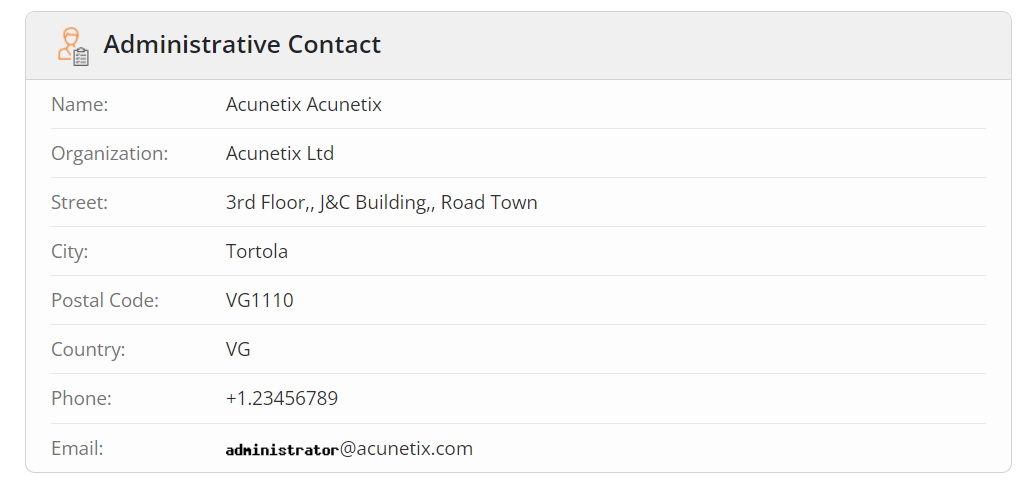 Administrative Contact
Name: Acunetix Acunetix
Organization: Acunetix Ltd
Street: 3rd Floor,, J&C Building,, Road Town
City: Tortola
Postal Code: VG1110
Country: VG
Phone: +1.23456789
Email: administrator@acunetix.com